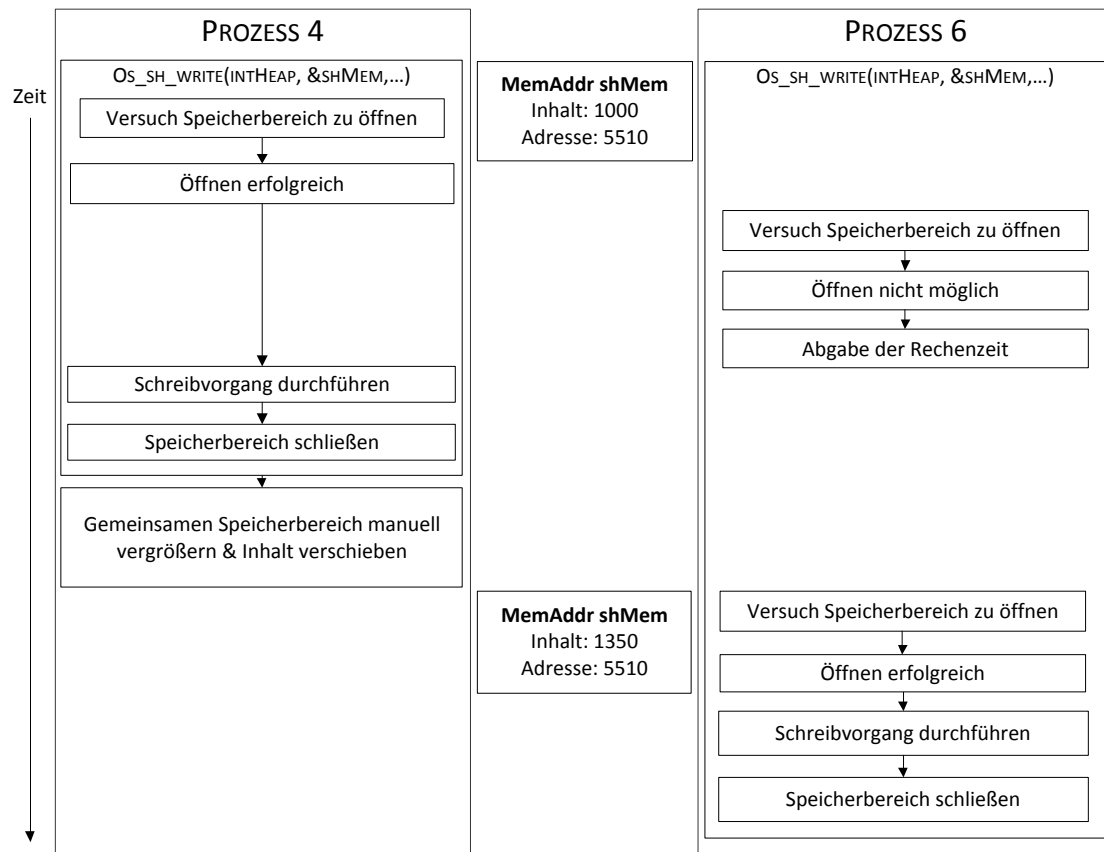 PROZESS 4
OS_SH_WRITE(INTHEAP, &SHMEM,...)
Zeit
Versuch Speicherbereich zu öffnen
Öffnen erfolgreich
Schreibvorgang durchführen
Speicherbereich schließen
Gemeinsamen Speicherbereich manuell
vergrößern & Inhalt verschieben
MemAddr shMem
Inhalt: 1000
Adresse: 5510
MemAddr shMem
Inhalt: 1350
Adresse: 5510
PROZESS 6
OS_SH_WRITE(INTHEAP, &SHMEM,...)
Versuch Speicherbereich zu öffnen
Öffnen nicht möglich
Abgabe der Rechenzeit
Versuch Speicherbereich zu öffnen
Öffnen erfolgreich
Schreibvorgang durchführen
Speicherbereich schließen